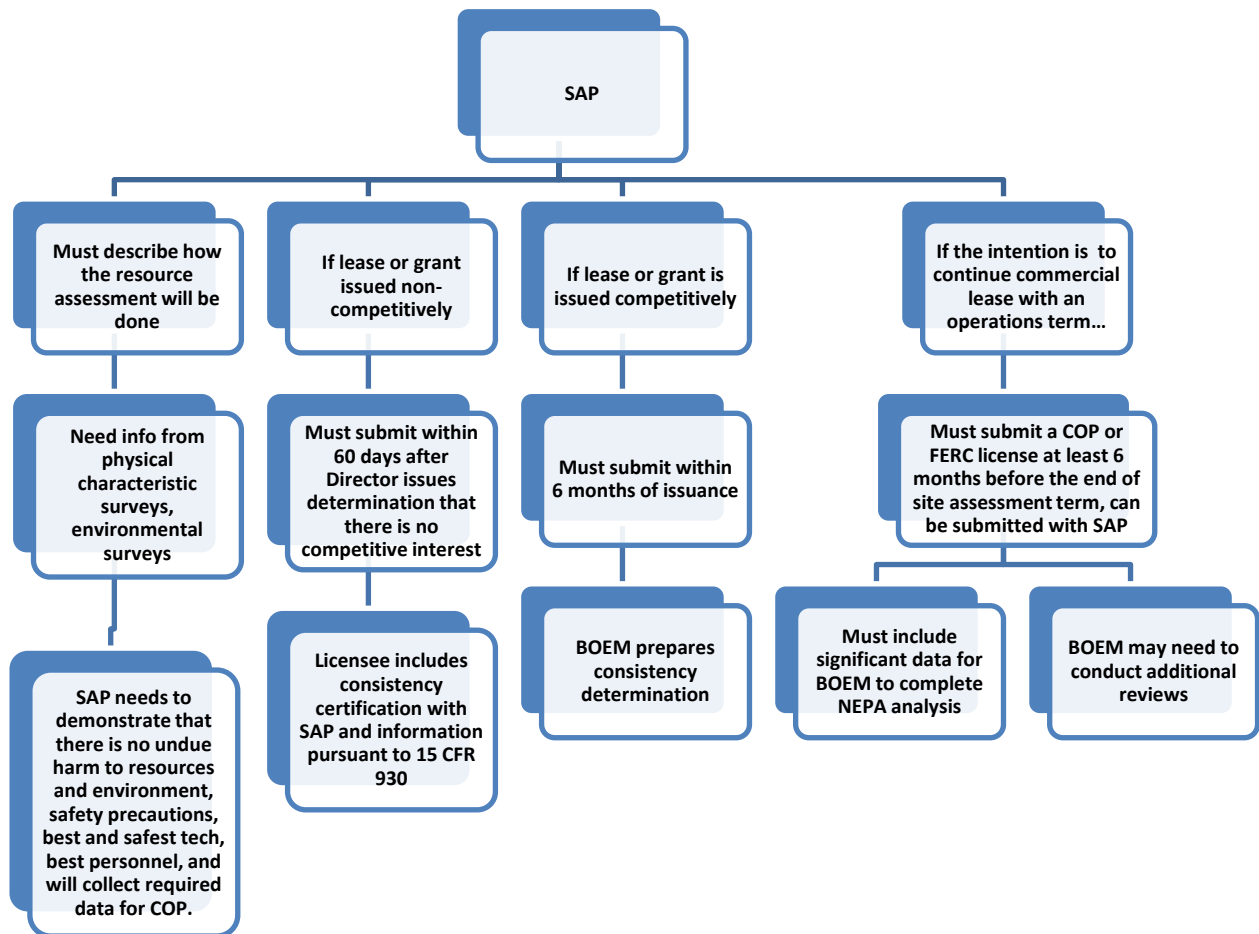 SAP
Must describe how
the resource
assessment will be
done
If lease or grant
issued non-
competitively
If lease or grant is
issued competitively
If the intention is to
continue commercial
lease with an
operations term…
Need info from
physical
characteristic
surveys,
environmental
surveys
Must submit within
60 days after
Director issues
determination that
there is no
competitive interest
Must submit within
6 months of issuance
Must submit a COP or
FERC license at least 6
months before the end of
site assessment term, can
be submitted with SAP
SAP needs to
demonstrate that
there is no undue
harm to resources
and environment,
safety precautions,
best and safest tech,
best personnel, and
will collect required
data for COP.
Licensee includes
consistency
certification with
SAP and information
pursuant to 15 CFR
930
BOEM prepares
consistency
determination
Must include
significant data for
BOEM to complete
NEPA analysis
BOEM may need to
conduct additional
reviews